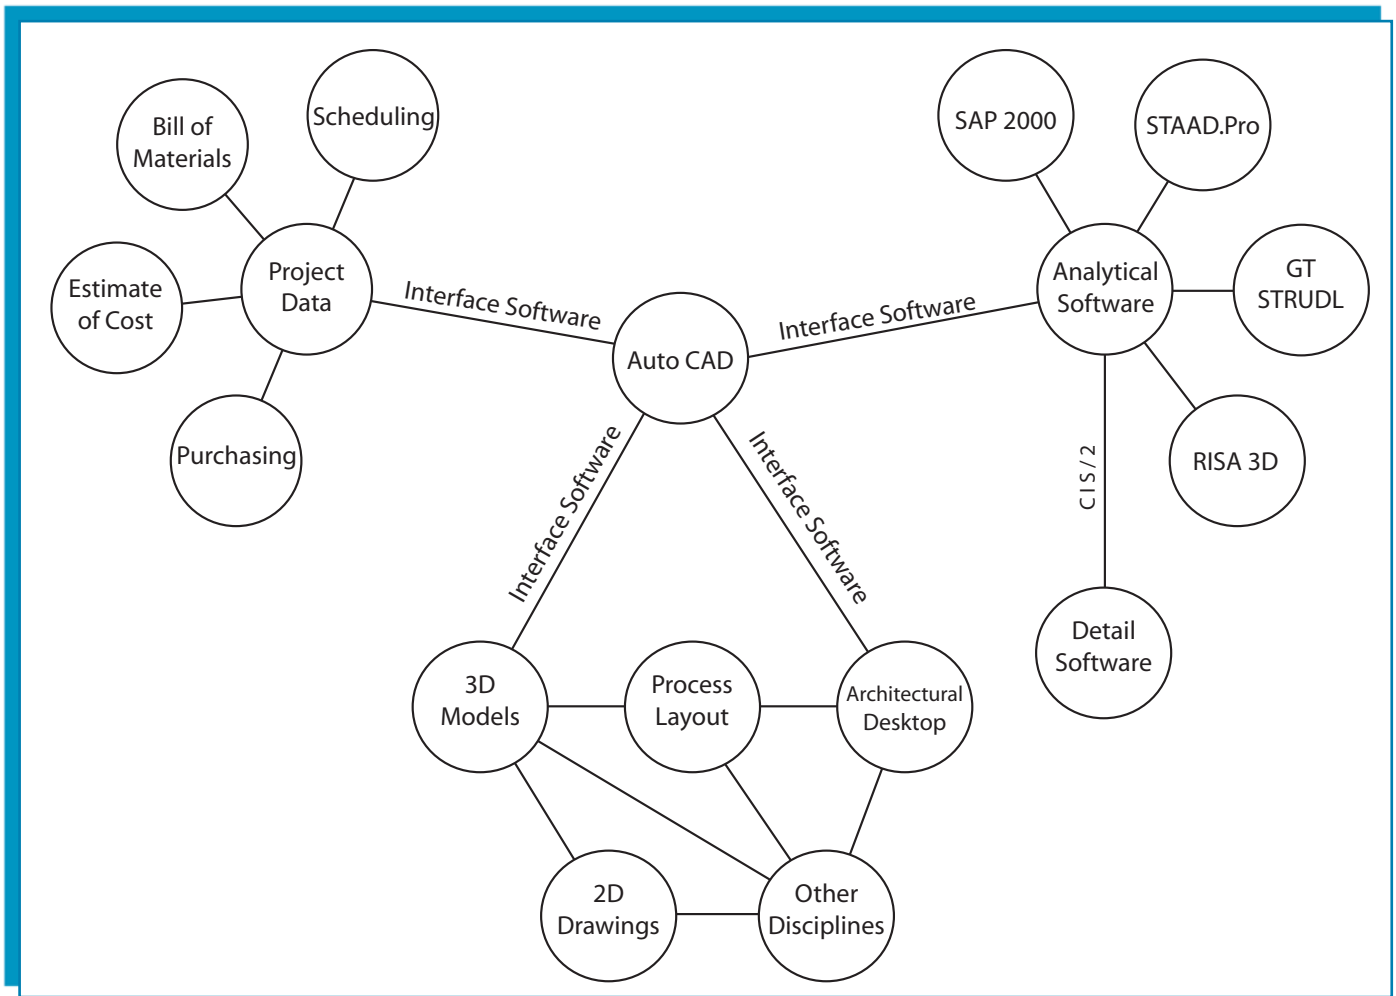 Scheduling
Bill of
Materials
Estimate
of Cost
Project
Data
Purchasing
Interface Software
Auto CAD
Interface Software
SAP 2000
STAAD.Pro
Analytical
Software
GT
STRUDL
RISA 3D
CIS/2
Detail
Software
Interface Software
Interface Software
3D
Models
Process
Layout
Architectural
Desktop
2D
Drawings
Other
Disciplines